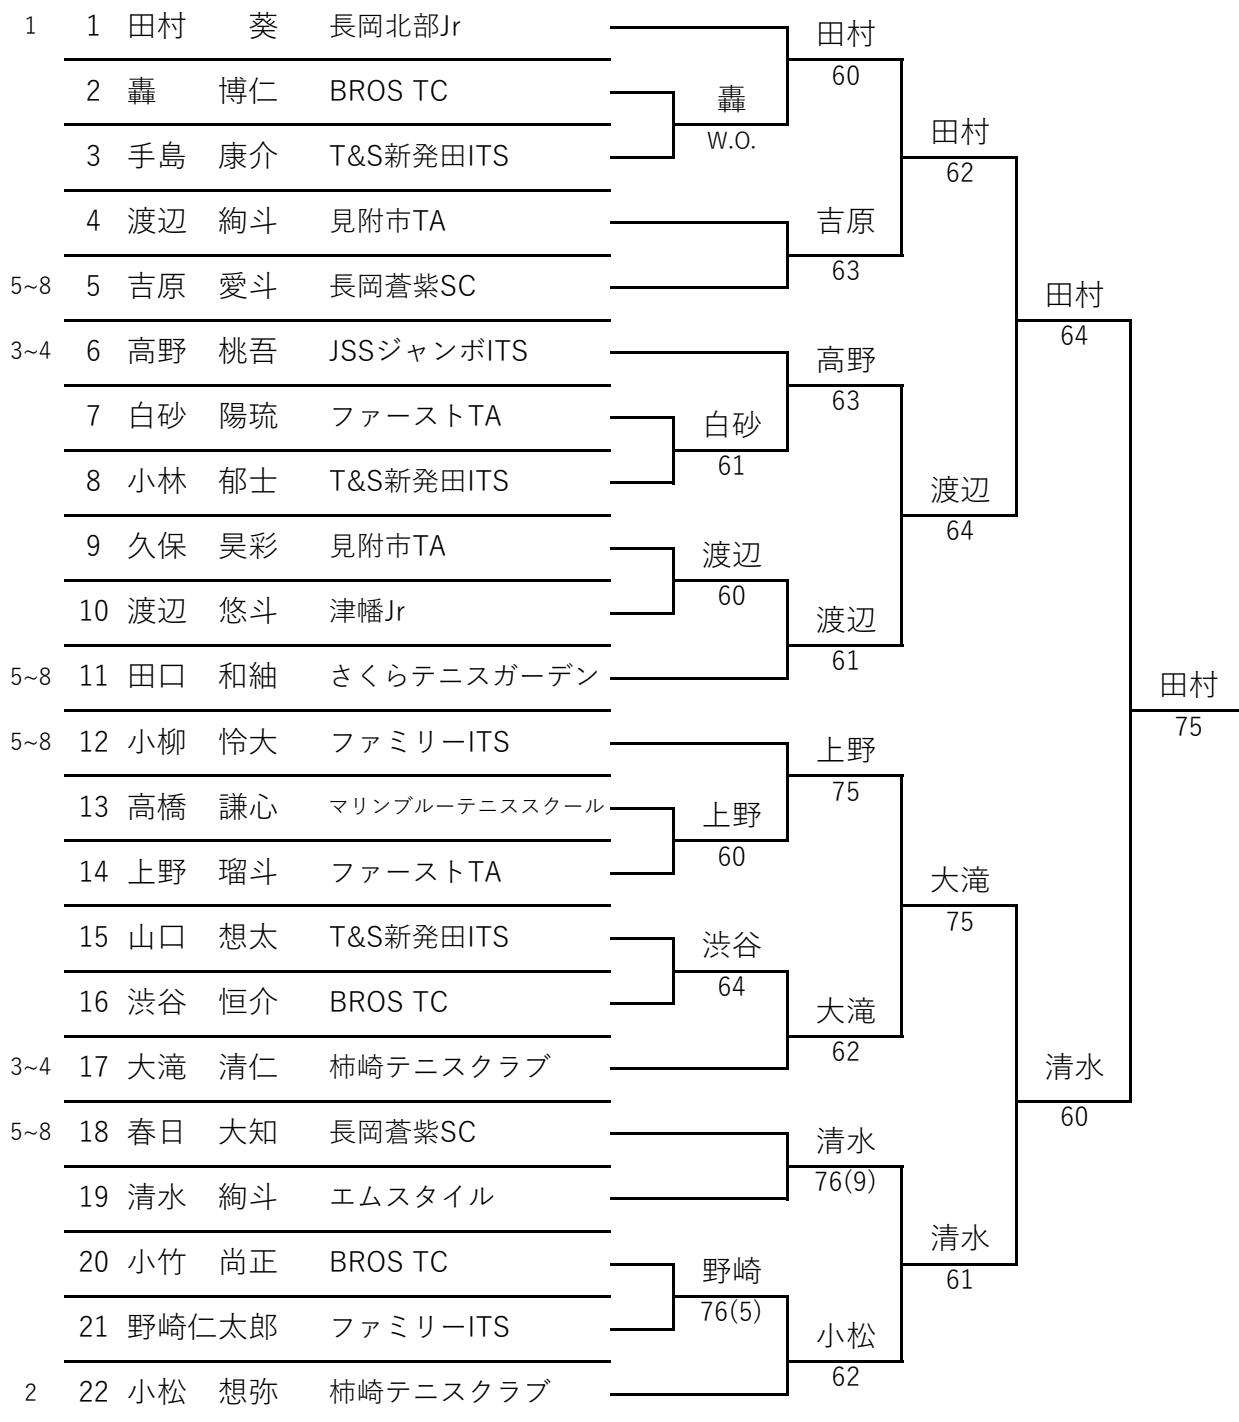 1 1 田村 葵 長岡北部Jr
田村
60
2 轟 博仁 BROS TC
轟
W.O.
田村
62
3 手島 康介 T&S新発田ITS
4 渡辺 絢斗 見附市TA
吉原
63
5~8 5 吉原 愛斗 長岡蒼紫SC
田村
64
3~4 6 高野 桃吾 JSSジャンボITS
高野
63
7 白砂 陽琉 ファーストTA
白砂
61
8 小林 郁士 T&S新発田ITS
渡辺
64
9 久保 昊彩 見附市TA
渡辺
60
10 渡辺 悠斗 津幡Jr
渡辺
61
5~8 11 田口 和紬 さくらテニスガーデン
田村
75
5~8 12 小柳 怜大 ファミリーITS
上野
75
13 高橋 謙心 マリンブルーテニススクール
上野
60
14 上野 瑠斗 ファーストTA
大滝
75
15 山口 想太 T&S新発田ITS
渋谷
64
16 渋谷 恒介 BROS TC
大滝
62
3~4 17 大滝 清仁 柿崎テニスクラブ
清水
60
5~8 18 春日 大知 長岡蒼紫SC
清水
76(9)
19 清水 絢斗 エムスタイル
清水
61
20 小竹 尚正 BROS TC
野崎
76(5)
21 野崎仁太郎 ファミリーITS
小松
62
2 22 小松 想弥 柿崎テニスクラブ